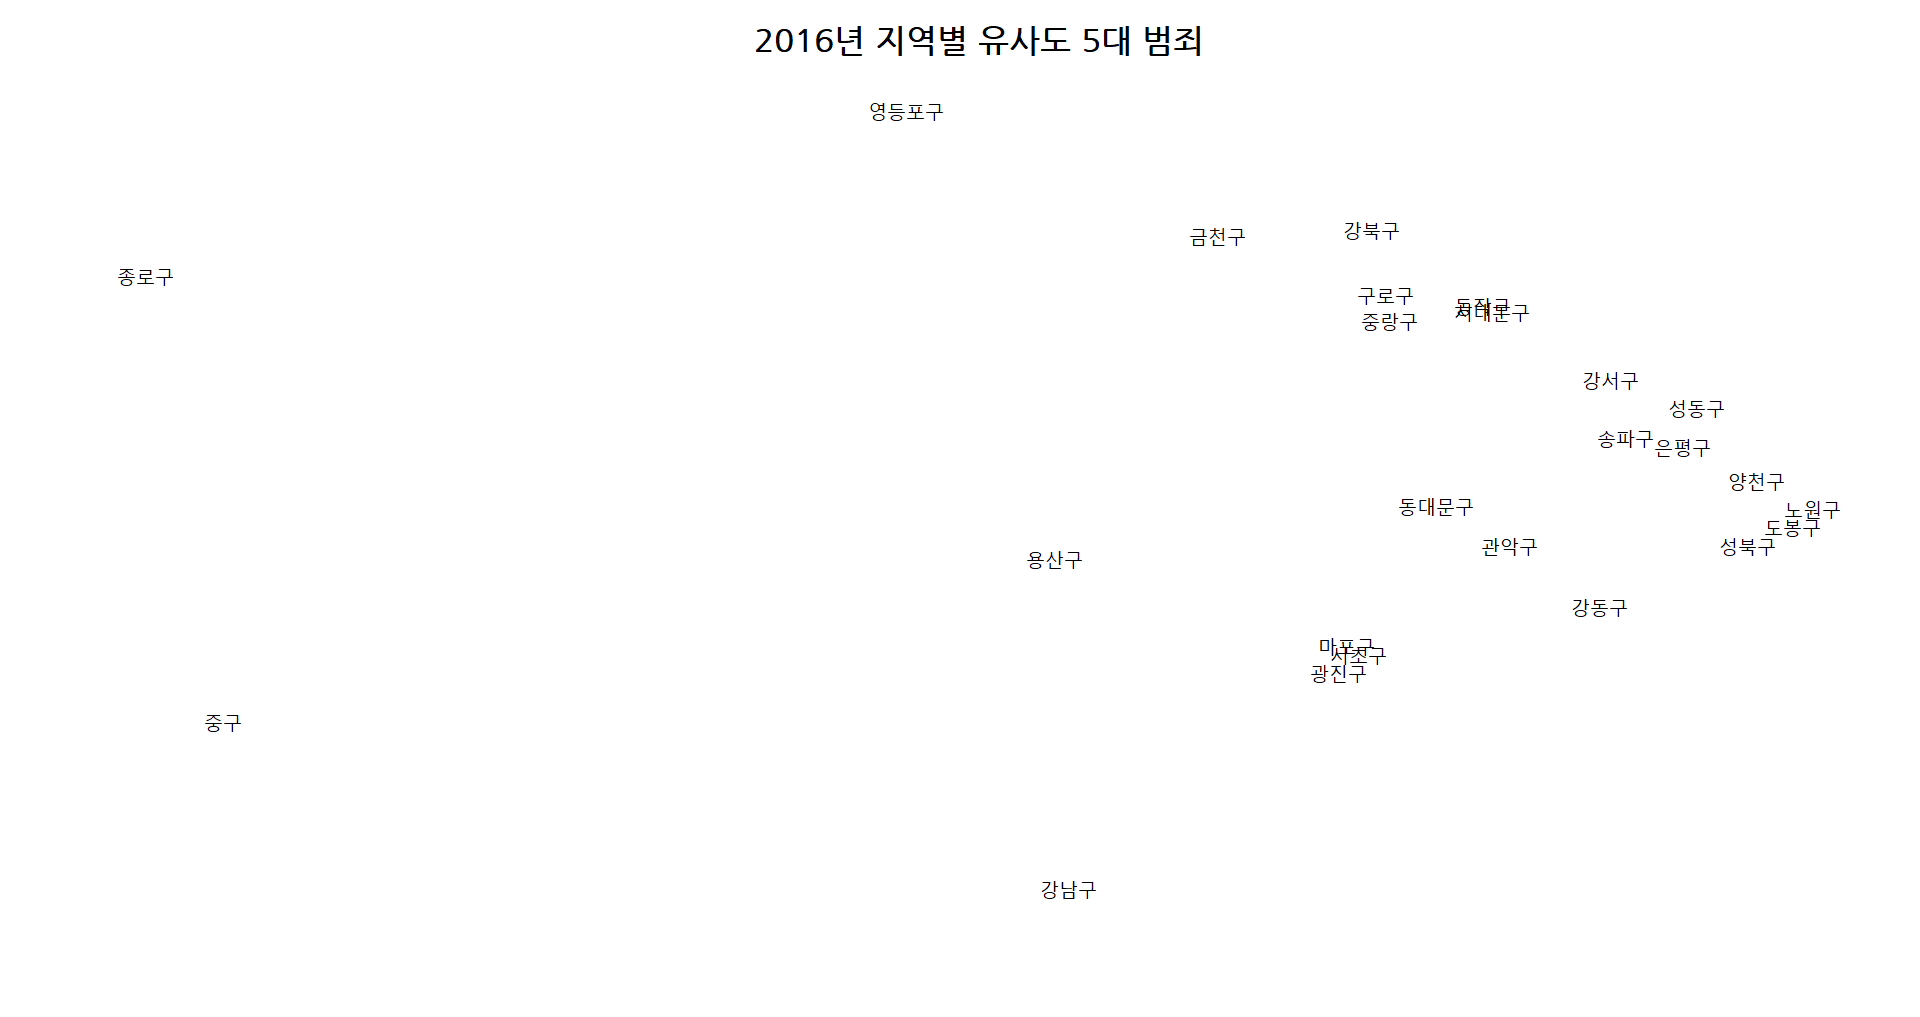 2016년 지역별 유사도 5대 범죄
영등포구
강북구
금천구
종로구
구로구
동작구
서대문구
중랑구
강서구
성동구
송파구
은평구
양천구
동대문구
노원구
도봉구
관악구
성북구
용산구
강동구
마포구
서초구
광진구
중구
강남구